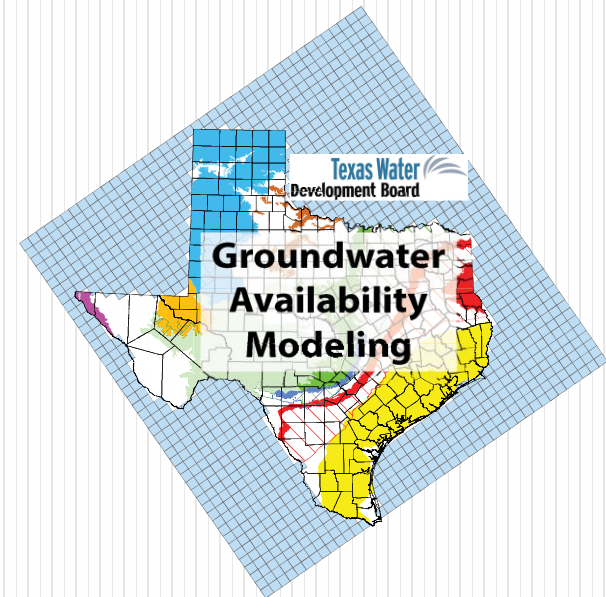 Texas Water
Development Board
Groundwater
Availability
Modeling